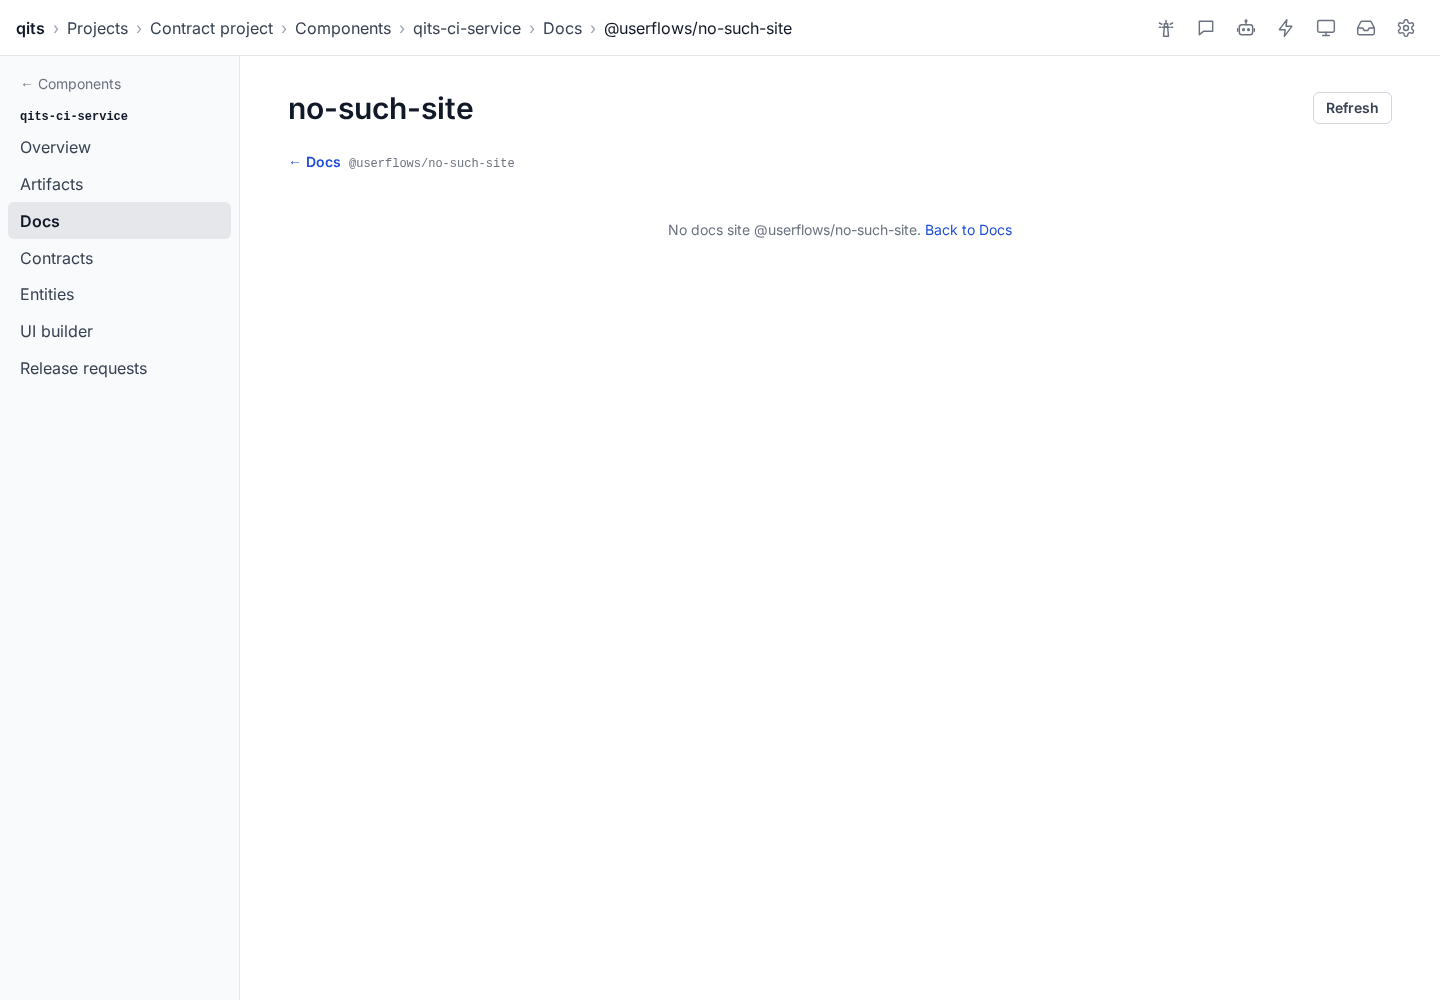 qits › Projects › Contract project › Components › qits-ci-service › Docs › @userflows/no-such-site
← Components
qits-ci-service
Overview
Artifacts
Docs
Contracts
Entities
UI builder
Release requests
no-such-site
Refresh
← Docs @userflows/no-such-site
No docs site @userflows/no-such-site. Back to Docs